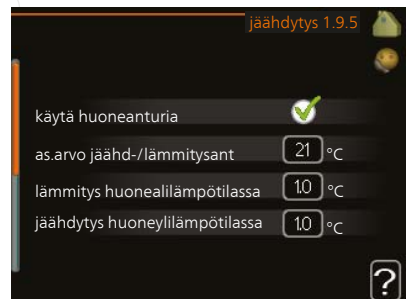 jäähdytys 1.9.5
käytä huoneanturia
as.arvo jäähd-/lämmitysant 21 °C
lämmitys huonealilämpötilassa 1.0 °C
jäähdytys huoneylilämpötilassa 1.0 °C
?